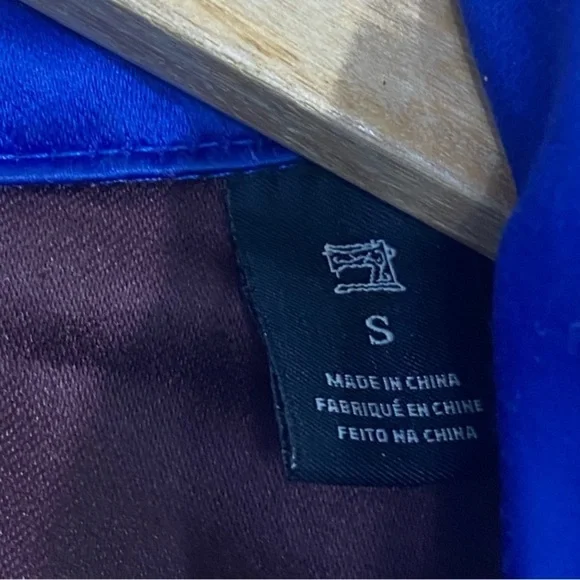 S
MADE IN CHINA
FABRIQUÉ EN CHINE
FEITO NA CHINA